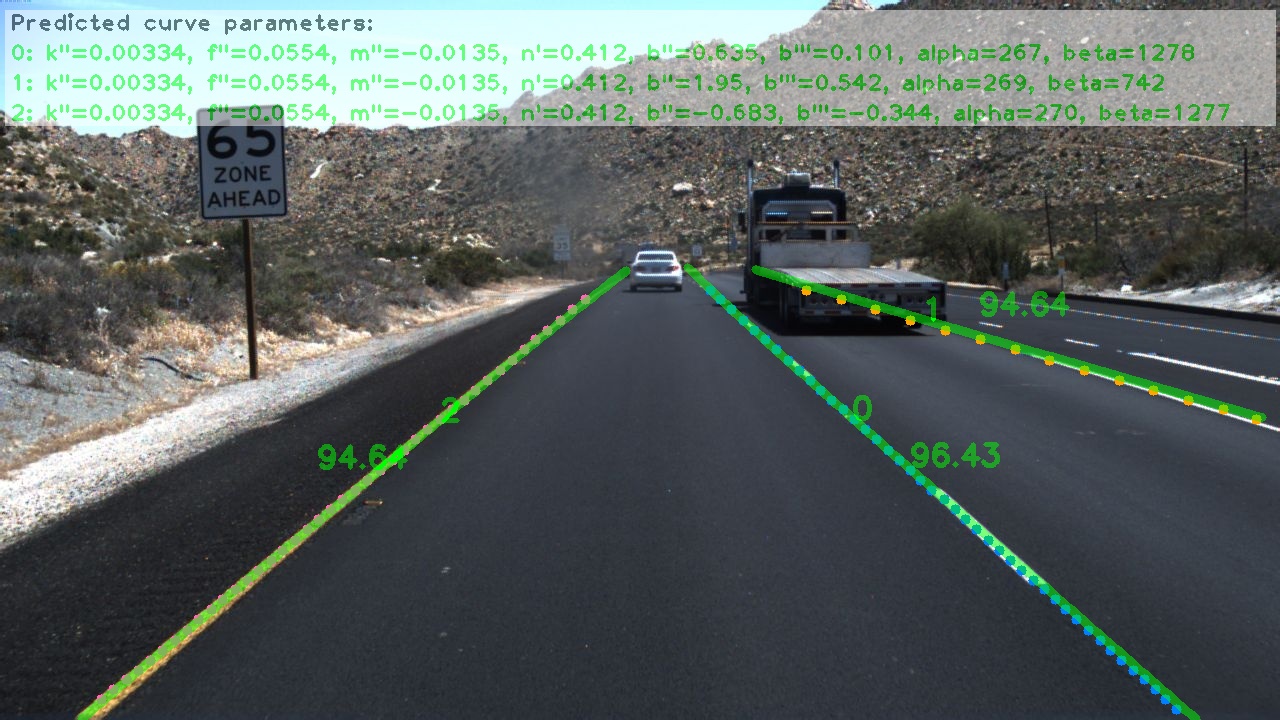 Predicted curve parameters:
0: k''=0.00334, f''=0.0554, m''=-0.0135, n'=0.412, b''=0.635, b'''=0.101, alpha=267, beta=1278
1: k''=0.00334, f''=0.0554, m''=-0.0135, n'=0.412, b''=1.95, b'''=0.542, alpha=269, beta=742
2: k''=0.00334, f''=0.0554, m''=-0.0135, n'=0.412, b''=-0.683, b'''=-0.344, alpha=270, beta=1277
65
ZONE
AHEAD
35
1
94.64
2
0
94.64
96.43